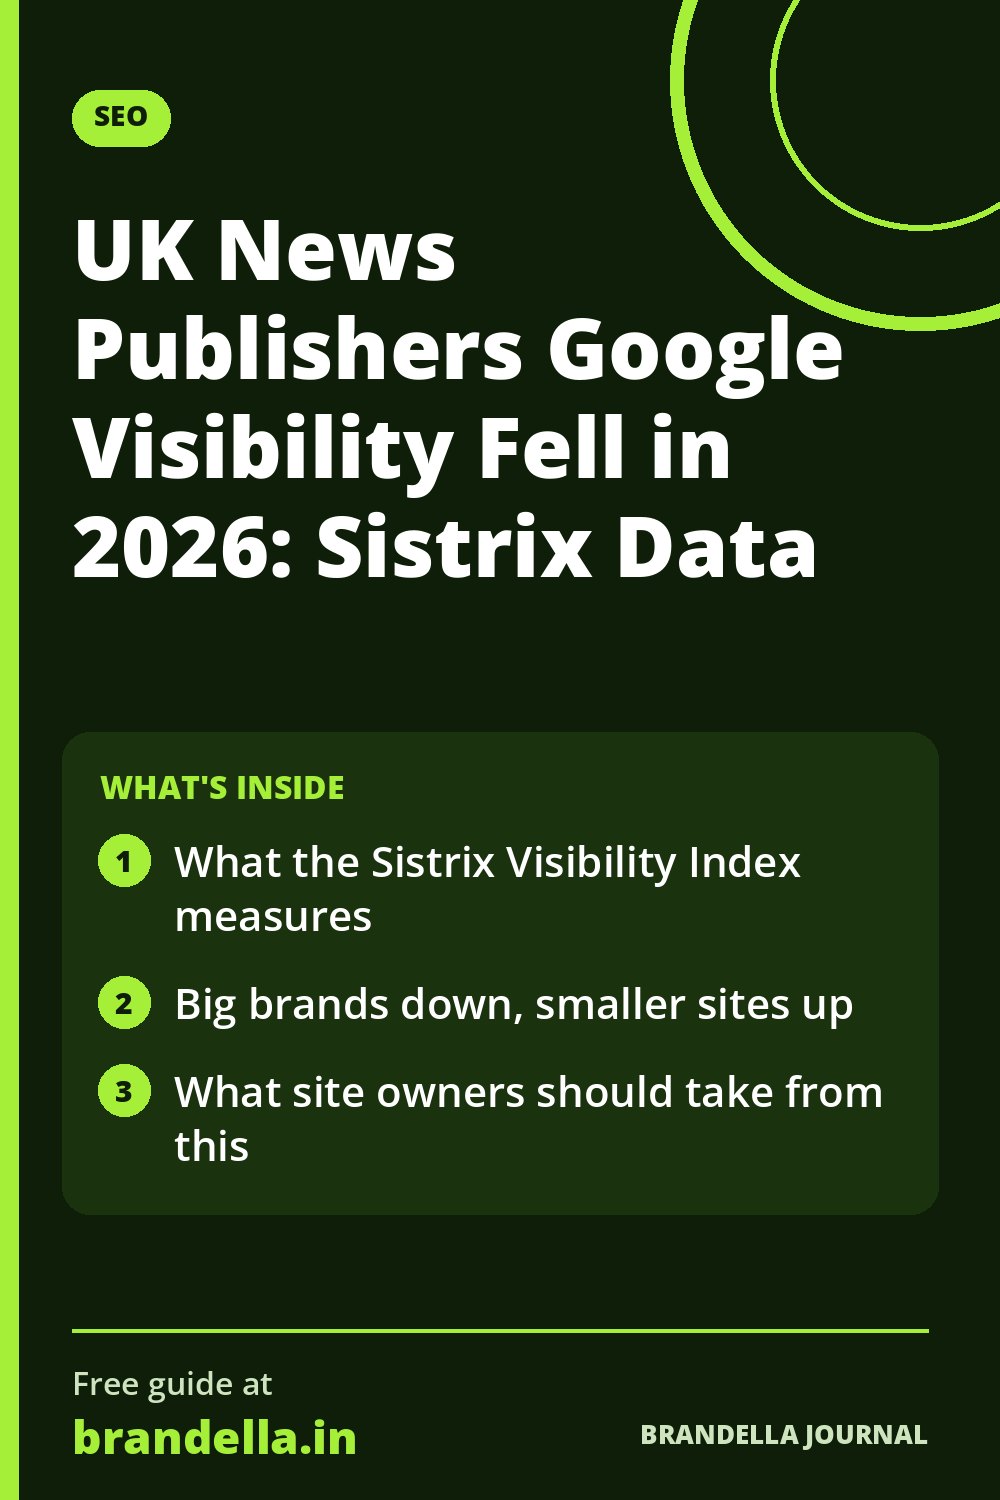 SEO
UK News
Publishers Google
Visibility Fell in
2026: Sistrix Data
WHAT'S INSIDE
1 What the Sistrix Visibility Index
measures
2 Big brands down, smaller sites up
3 What site owners should take from
this
Free guide at
brandella.in
BRANDELLA JOURNAL